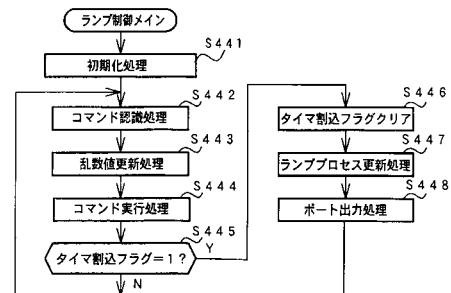 ランプ制御メイン
S441
初期化処理
S442
コマンド認識処理
S443
乱数値更新処理
S444
コマンド実行処理
S445
タイマ割込フラグ=1?
Y
N
S446
タイマ割込フラグクリア
S447
ランププロセス更新処理
S448
ポート出力処理